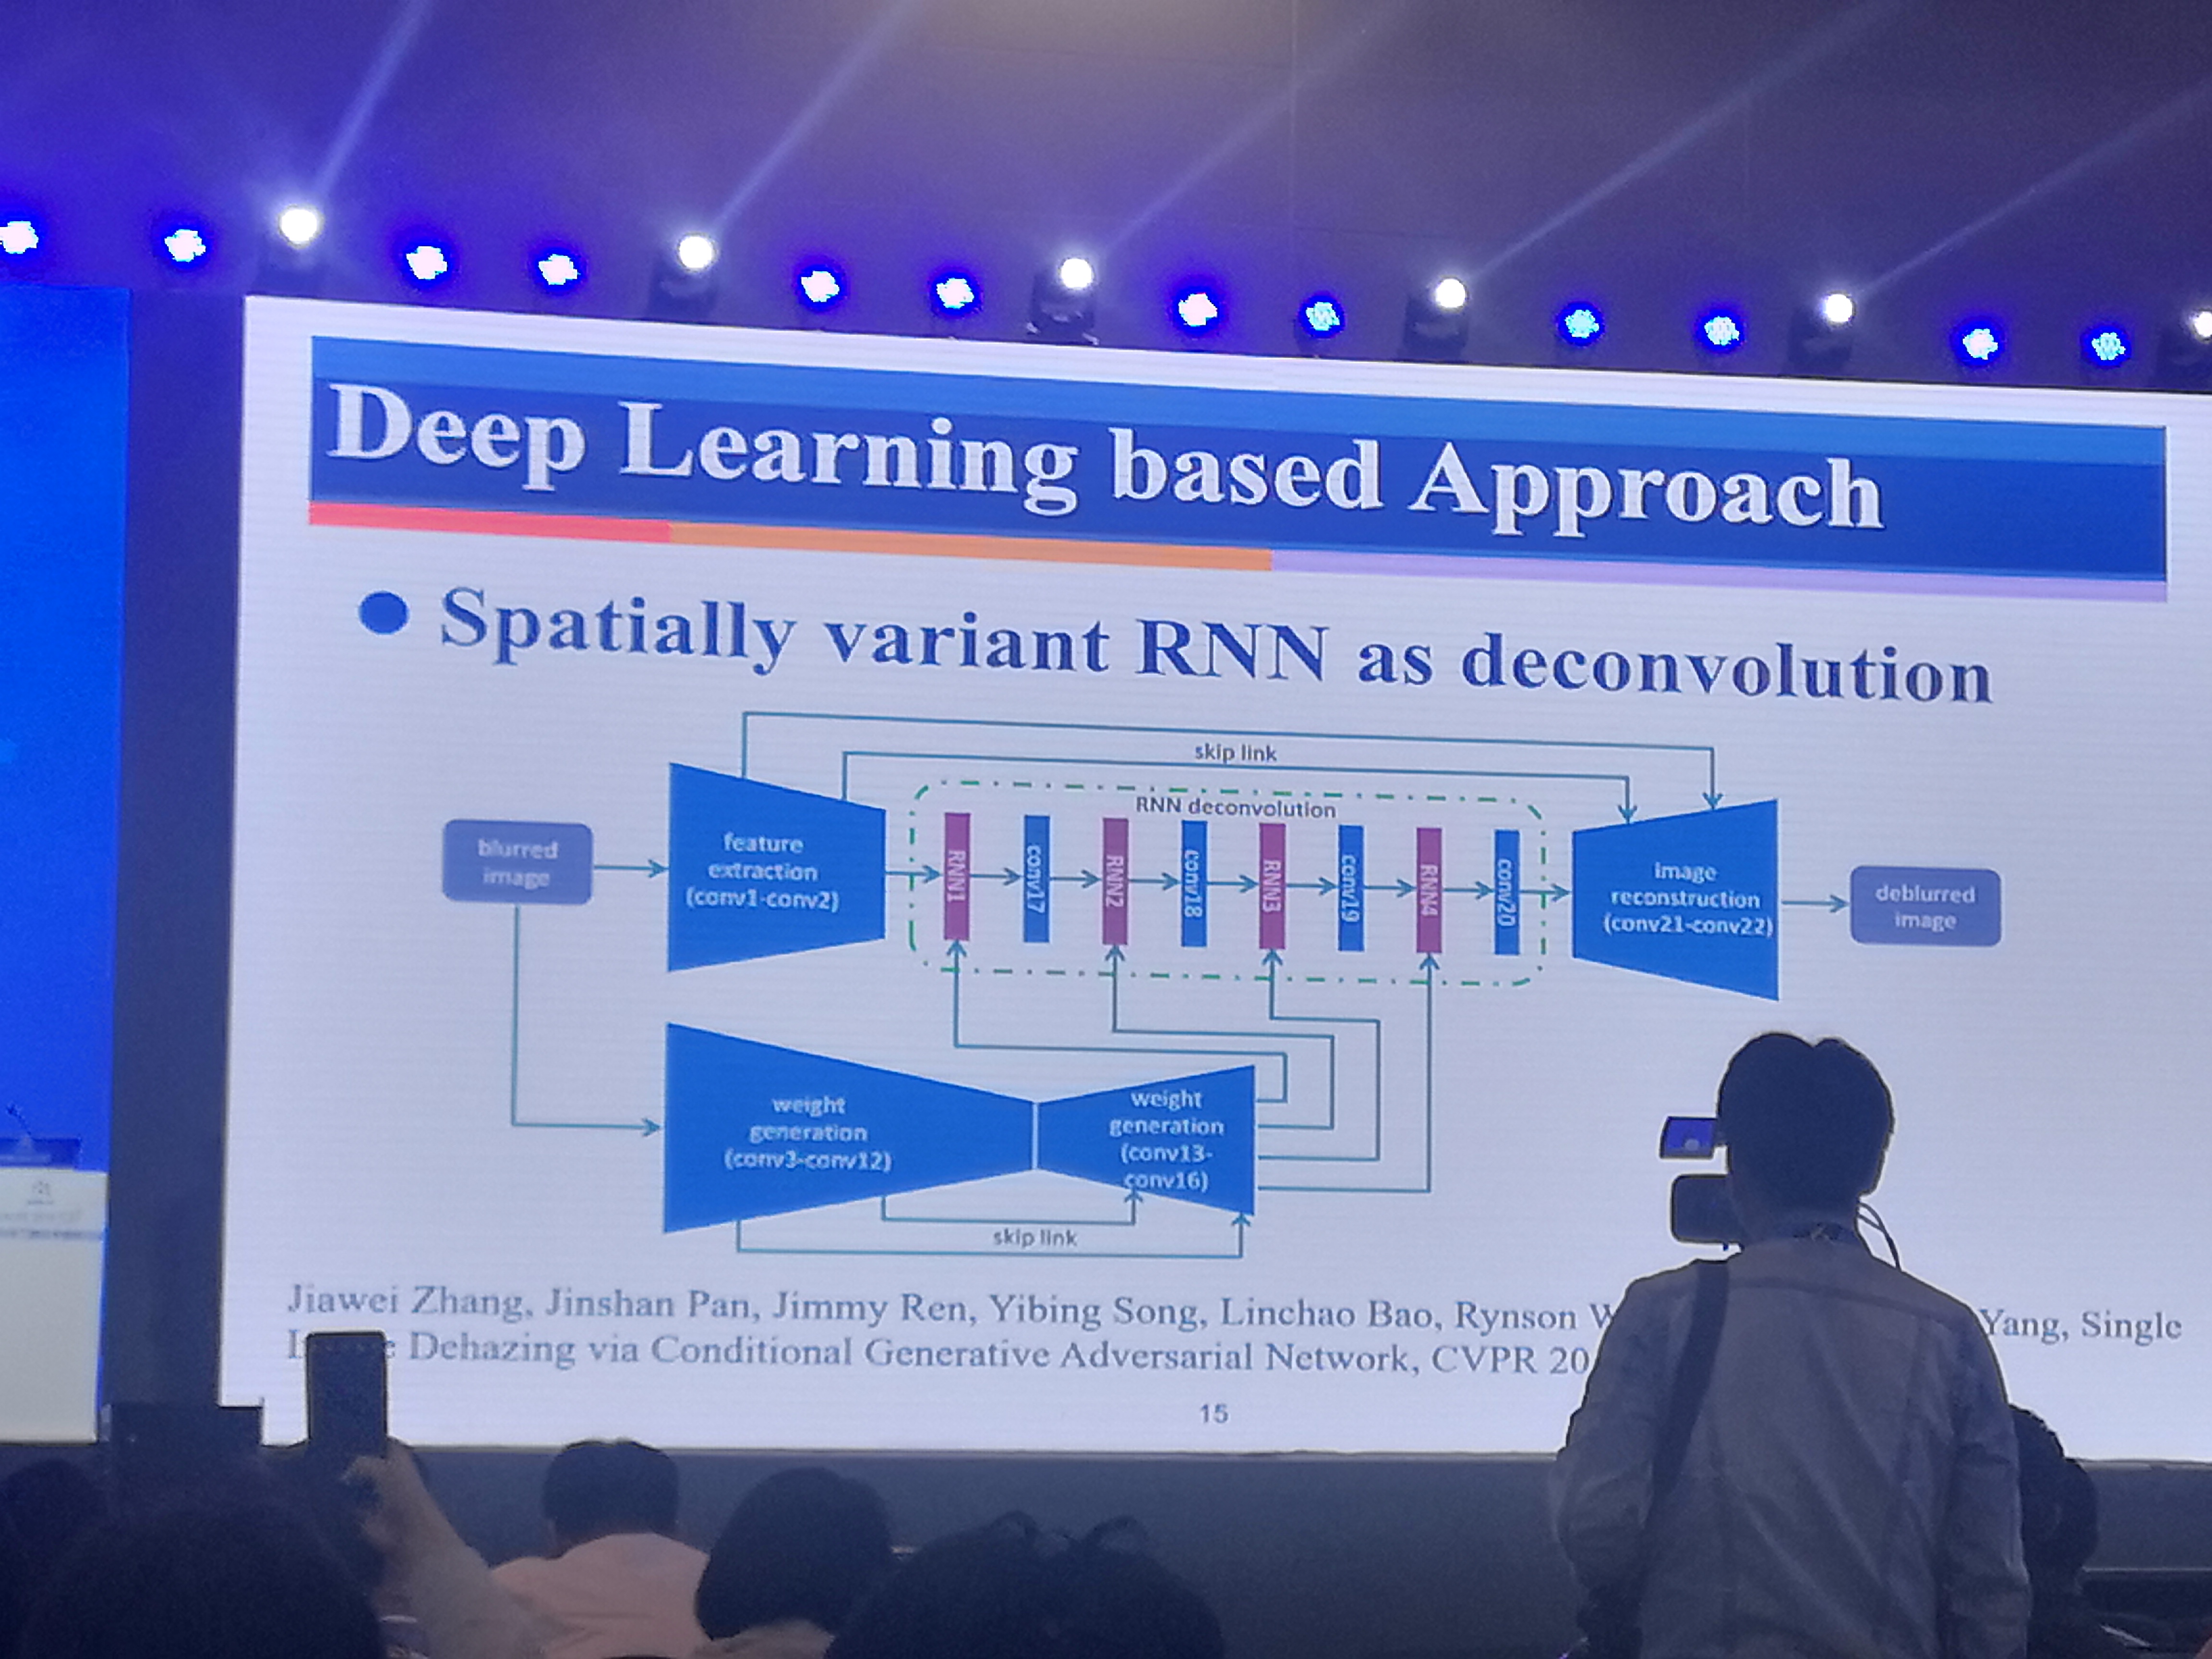 Deep Learning based Approach
● Spatially variant RNN as deconvolution
skip link
RNN deconvolution
blurred
image
feature
extraction
(conv1-conv2)
RNN1
conv17
RNN2
conv18
RNN3
conv19
RNN4
conv20
image
reconstruction
(conv21-conv22)
deblurred
image
weight
generation
(conv3-conv12)
weight
generation
(conv13-
conv16)
skip link
Jiawei Zhang, Jinshan Pan, Jimmy Ren, Yibing Song, Linchao Bao, Rynson Yang, Single
Dehazing via Conditional Generative Adversarial Network, CVPR 20
15